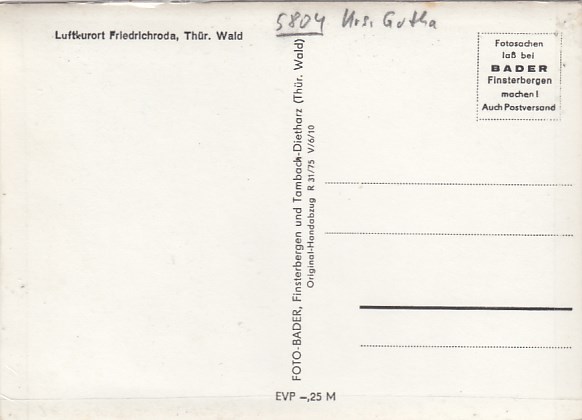 5804 Krs. Gotha
Luftkurort Friedrichroda, Thür. Wald
Fotosachen
laß bei
BADER
Finsterbergen
machen!
Auch Postversand
FOTO-BADER, Finsterbergen und Tambach-Dietharz (Thür. Wald)
Original-Handabzug R 31/75 V/6/10
EVP –,25 M